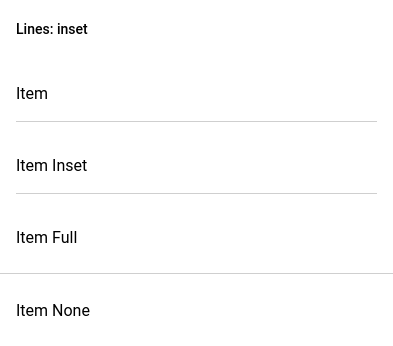 Lines: inset
Item
Item Inset
Item Full
Item None